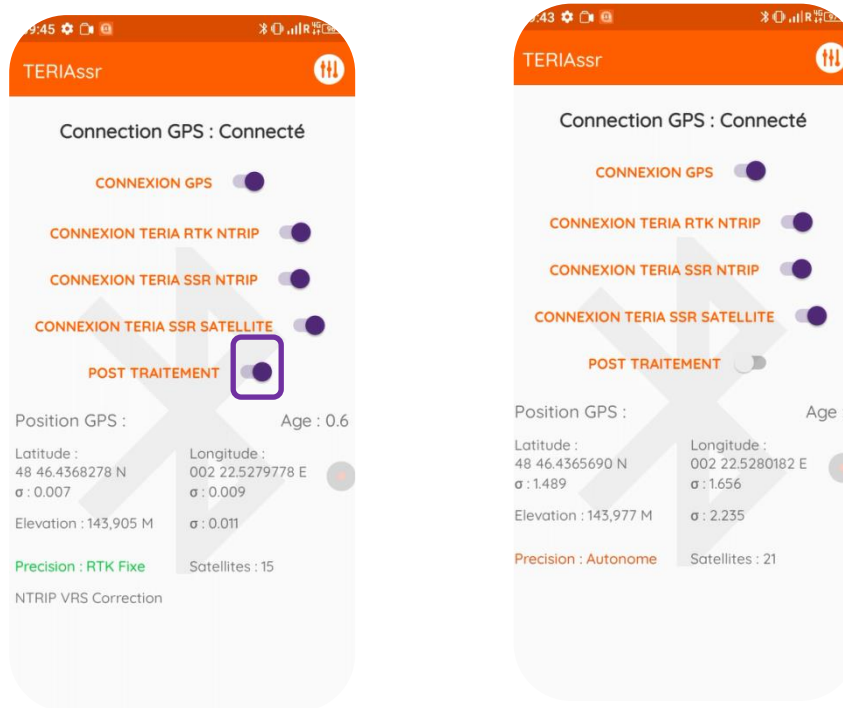 9:45
TERIAssr
Connection GPS : Connecté
CONNEXION GPS
CONNEXION TERIA RTK NTRIP
CONNEXION TERIA SSR NTRIP
CONNEXION TERIA SSR SATELLITE
POST TRAITEMENT
Position GPS :
Age : 0.6
Latitude :
Longitude :
48 46.4368278 N
002 22.5279778 E
σ : 0.007
σ : 0.009
Elevation : 143,905 M
σ : 0.011
Precision : RTK Fixe
Satellites : 15
NTRIP VRS Correction
:43
TERIAssr
Connection GPS : Connecté
CONNEXION GPS
CONNEXION TERIA RTK NTRIP
CONNEXION TERIA SSR NTRIP
CONNEXION TERIA SSR SATELLITE
POST TRAITEMENT
Position GPS :
Age :
Latitude :
Longitude :
48 46.4365690 N
002 22.5280182 E
σ : 1.489
σ : 1.656
Elevation : 143,977 M
σ : 2.235
Precision : Autonome
Satellites : 21